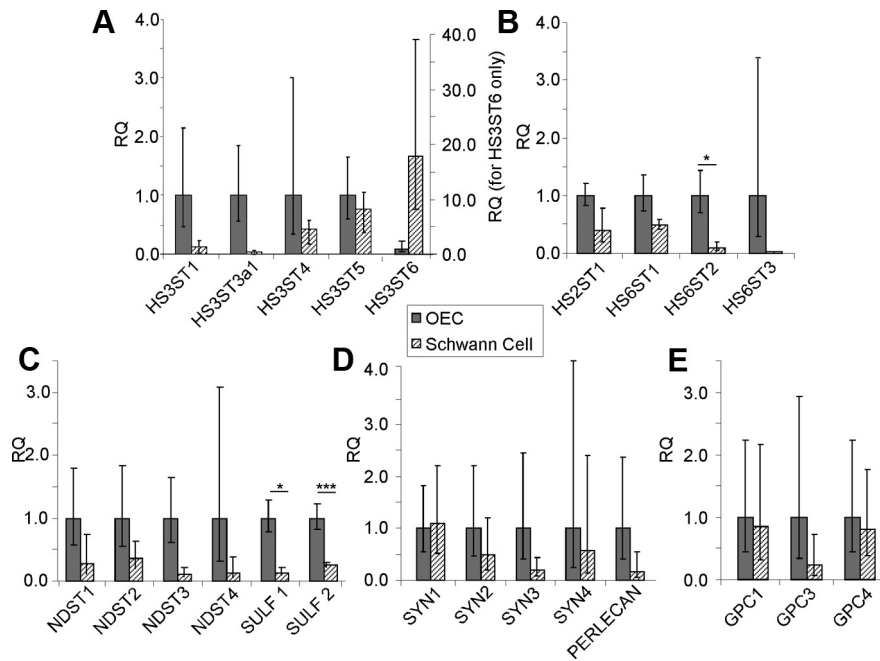 A
RQ
4.0
3.0
2.0
1.0
0.0
40.0
30.0
20.0
10.0
0.0
RQ (for HS3ST6 only)
HS3ST1
HS3ST3a1
HS3ST4
HS3ST5
HS3ST6
B
RQ
4.0
3.0
2.0
1.0
0.0
*
HS2ST1
HS6ST1
HS6ST2
HS6ST3
OEC
Schwann Cell
C
RQ
3.0
2.0
1.0
0.0
*
***
NDST1
NDST2
NDST3
NDST4
SULF 1
SULF 2
D
RQ
4.0
3.0
2.0
1.0
0.0
SYN1
SYN2
SYN3
SYN4
PERLECAN
E
RQ
3.0
2.0
1.0
0.0
GPC1
GPC3
GPC4